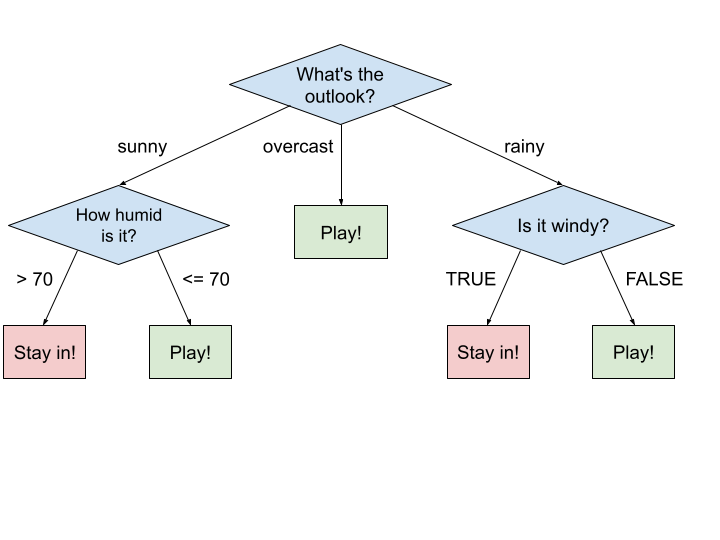 What's the
outlook?
sunny
overcast
rainy
How humid
is it?
Play!
Is it windy?
> 70
<= 70
TRUE
FALSE
Stay in!
Play!
Stay in!
Play!